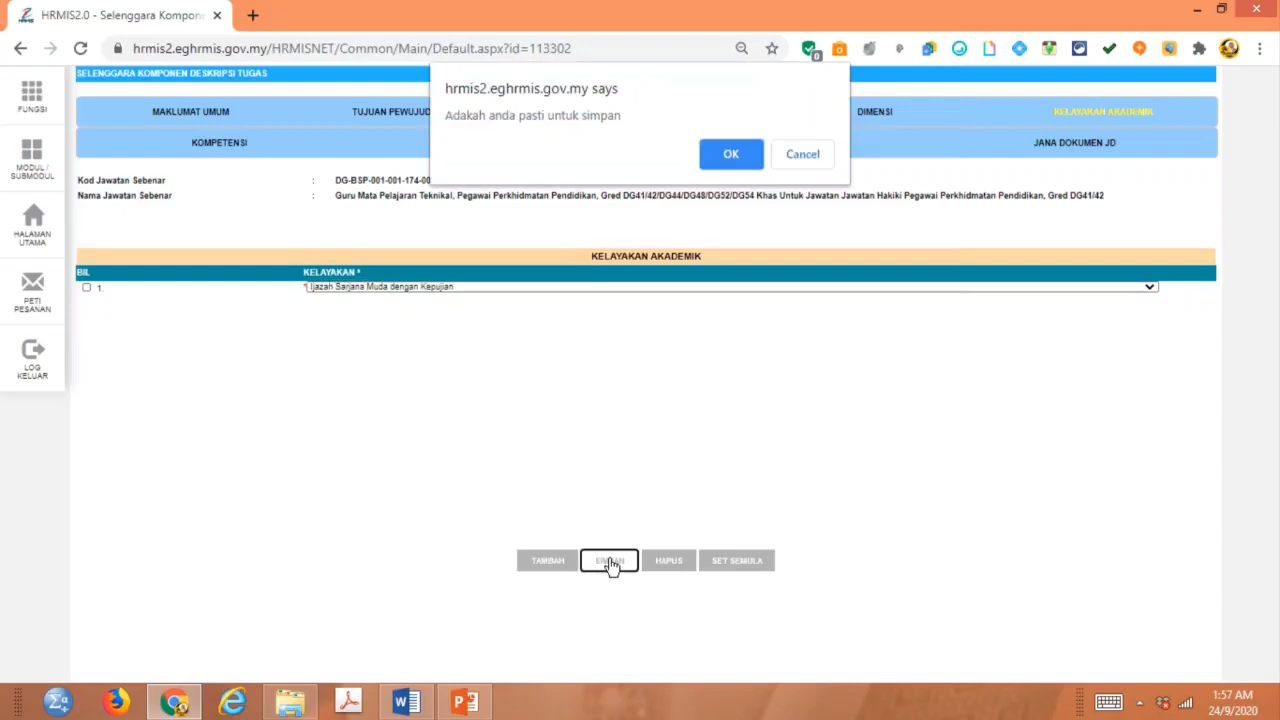 HRMIS2.0 - Selenggara Kompone
hrmis2.eghrmis.gov.my/HRMISNET/Common/Main/Default.aspx?id=113302
SELENGGARA KOMPONEN DESKRIPSI TUGAS
hrmis2.eghrmis.gov.my says
Adakah anda pasti untuk simpan
OK
Cancel
FUNGSI
MODUL /
SUBMODUL
HALAMAN
UTAMA
PETI
PESANAN
LOG
KELUAR
MAKLUMAT UMUM
TUJUAN PEWUJUD
DIMENSI
KELAYAKAN AKADEMIK
KOMPETENSI
JANA DOKUMEN JD
Kod Jawatan Sebenar : DG-BSP-001-001-174-00
Nama Jawatan Sebenar : Guru Mata Pelajaran Teknikal, Pegawai Perkhidmatan Pendidikan, Gred DG41/42/DG44/DG48/DG52/DG54 Khas Untuk Jawatan Jawatan Hakiki Pegawai Perkhidmatan Pendidikan, Gred DG41/42
KELAYAKAN AKADEMIK
BIL KELAYAKAN *
1. * Ijazah Sarjana Muda dengan Kepujian
TAMBAH
HAPUS
SET SEMULA
0
1:57 AM
24/9/2020